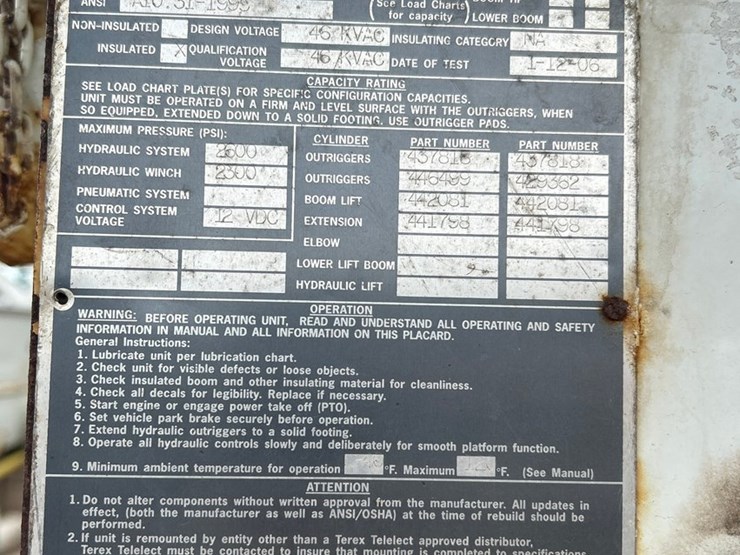 ANSI A10.31-1995
(See Load Charts
for capacity
LOWER BOOM
NON-INSULATED DESIGN VOLTAGE 46 KVAC INSULATING CATEGORY NA
INSULATED X QUALIFICATION VOLTAGE 46 KVAC DATE OF TEST 1-12-06
CAPACITY RATING
SEE LOAD CHART PLATE(S) FOR SPECIFIC CONFIGURATION CAPACITIES.
UNIT MUST BE OPERATED ON A FIRM AND LEVEL SURFACE WITH THE OUTRIGGERS, WHEN
SO EQUIPPED, EXTENDED DOWN TO A SOLID FOOTING, USE OUTRIGGER PADS.
MAXIMUM PRESSURE (PSI):
HYDRAULIC SYSTEM 2600
HYDRAULIC WINCH 2300
PNEUMATIC SYSTEM
CONTROL SYSTEM
VOLTAGE 12 VDC
CYLINDER PART NUMBER PART NUMBER
OUTRIGGERS 437818 437818
OUTRIGGERS 446499 429362
BOOM LIFT 442081 442081
EXTENSION 441798 441798
ELBOW
LOWER LIFT BOOM
HYDRAULIC LIFT
OPERATION
WARNING: BEFORE OPERATING UNIT, READ AND UNDERSTAND ALL OPERATING AND SAFETY
INFORMATION IN MANUAL AND ALL INFORMATION ON THIS PLACARD.
General Instructions:
1. Lubricate unit per lubrication chart.
2. Check unit for visible defects or loose objects.
3. Check insulated boom and other insulating material for cleanliness.
4. Check all decals for legibility. Replace if necessary.
5. Start engine or engage power take off (PTO).
6. Set vehicle park brake securely before operation.
7. Extend hydraulic outriggers to a solid footing.
8. Operate all hydraulic controls slowly and deliberately for smooth platform function.
9. Minimum ambient temperature for operation °F. Maximum °F. (See Manual)
ATTENTION
1. Do not alter components without written approval from the manufacturer. All updates in
effect, (both the manufacturer as well as ANSI/OSHA) at the time of rebuild should be
performed.
2. If unit is remounted by entity other than a Terex Telelect approved distributor,
Terex Telelect must be contacted to insure that mounting is completed to specifications